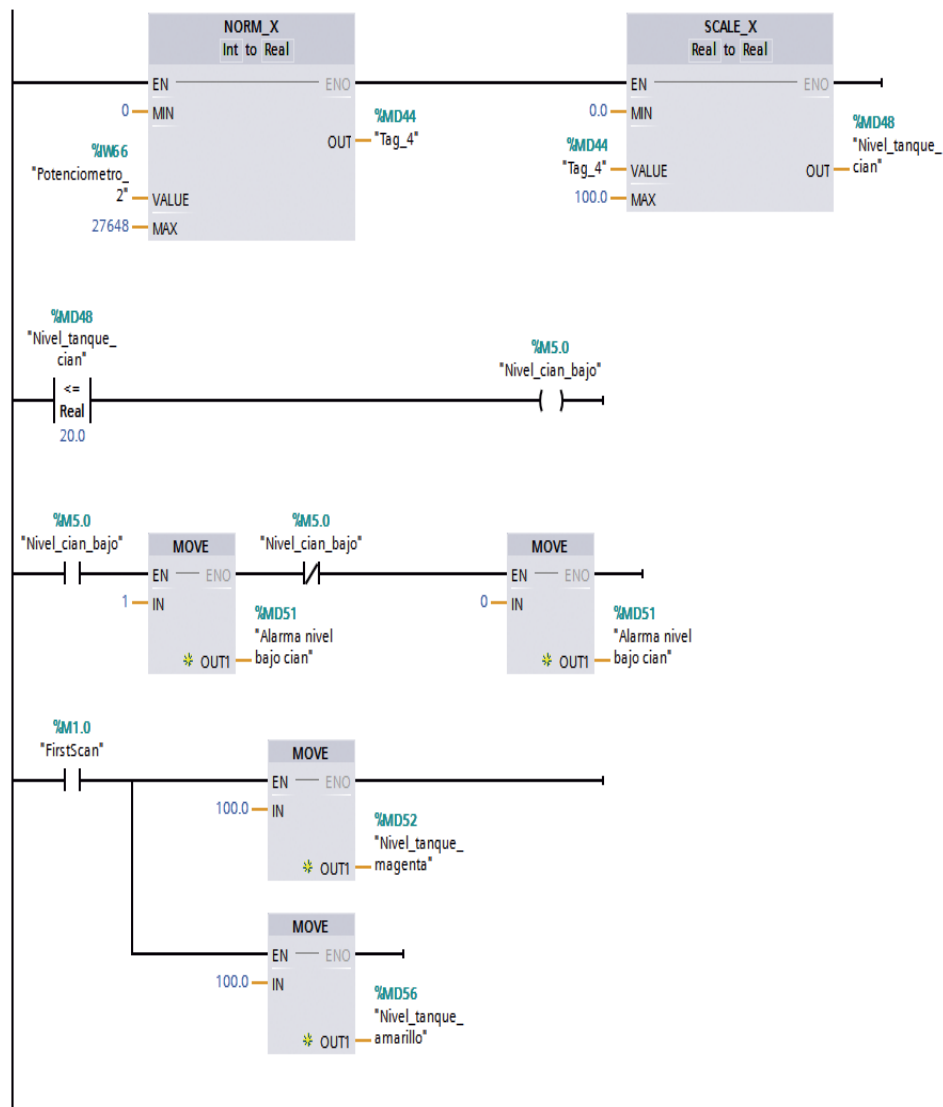 NORM_X
Int to Real
EN
ENO
0
MIN
%MD44
OUT
"Tag_4"
%IW66
"Potenciometro_
2"
VALUE
27648
MAX
SCALE_X
Real to Real
EN
ENO
0.0
MIN
%MD44
"Tag_4"
VALUE
100.0
MAX
%MD48
"Nivel_tanque_
OUT
cian"
%MD48
"Nivel_tanque_
cian"
<=
Real
20.0
%M5.0
"Nivel_cian_bajo"
%M5.0
"Nivel_cian_bajo"
MOVE
EN
ENO
1
IN
%MD51
"Alarma nivel
OUT1
bajo cian"
%M5.0
"Nivel_cian_bajo"
MOVE
EN
ENO
0
IN
%MD51
"Alarma nivel
OUT1
bajo cian"
%M1.0
"FirstScan"
MOVE
EN
ENO
100.0
IN
%MD52
"Nivel_tanque_
OUT1
magenta"
MOVE
EN
ENO
100.0
IN
%MD56
"Nivel_tanque_
OUT1
amarillo"